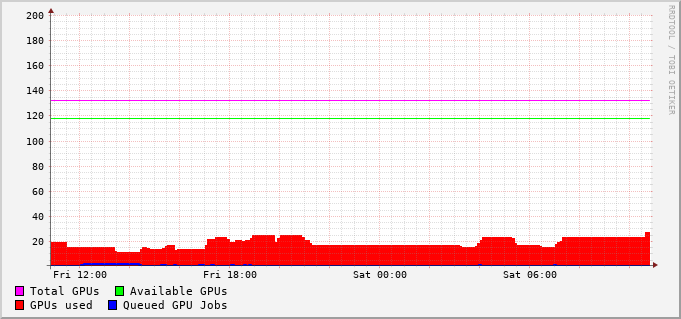 200
180
160
140
120
100
80
60
40
20
Fri 12:00 Fri 18:00 Sat 00:00 Sat 06:00
Total GPUs Available GPUs
GPUs used Queued GPU Jobs
RRDTOOL / TOBI OETIKER